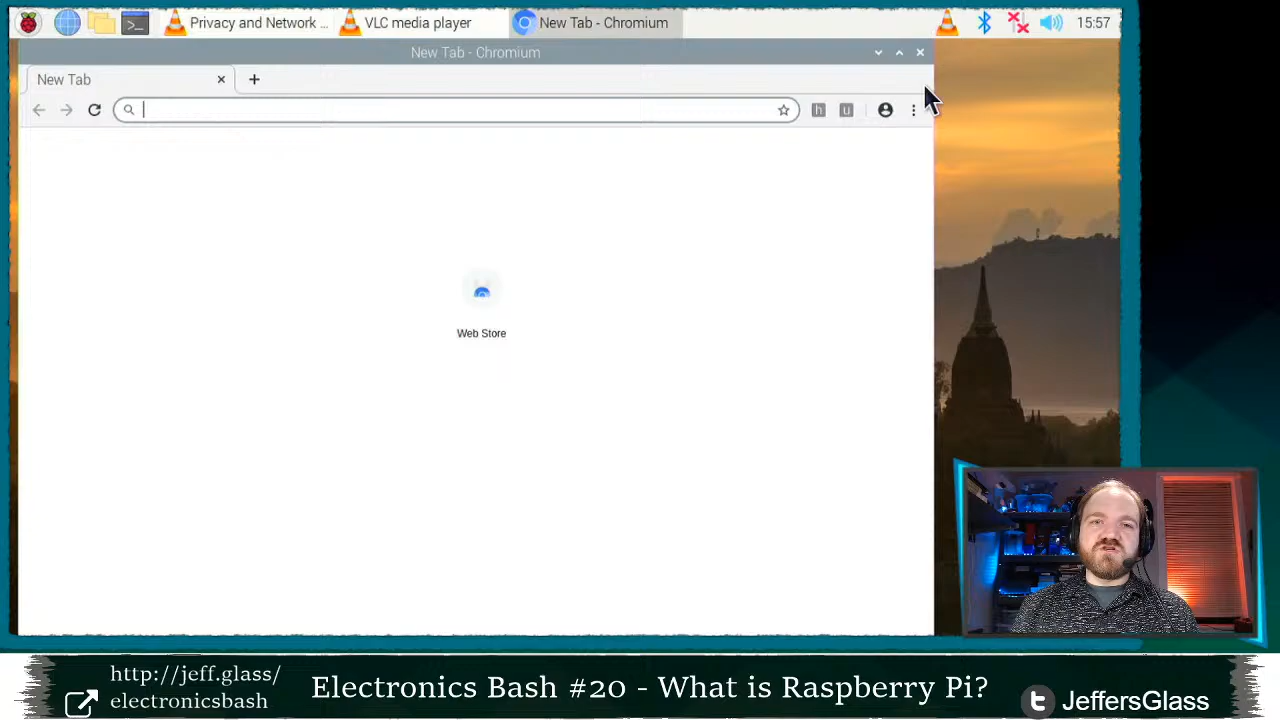 Privacy and Network ...
VLC media player
New Tab - Chromium
15:57
New Tab - Chromium
New Tab
h
u
Web Store
http://jeff.glass/
electronicsbash
Electronics Bash #20 - What is Raspberry Pi?
JeffersGlass